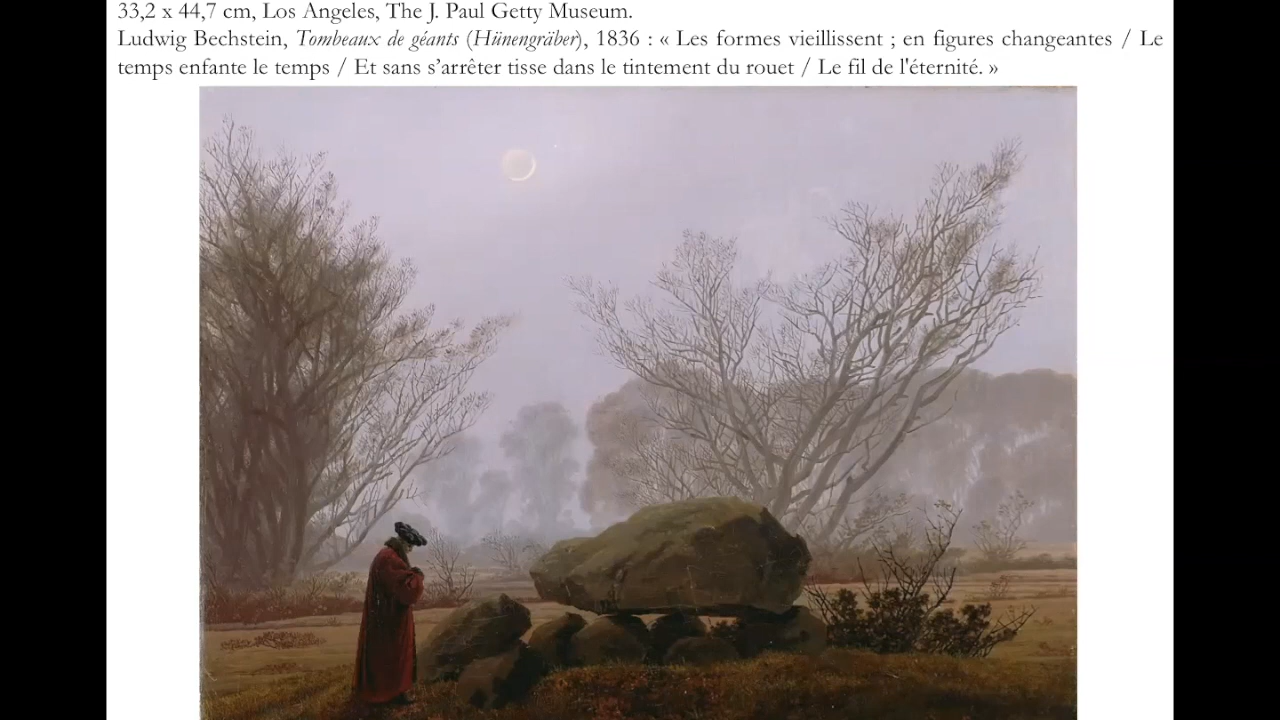 33,2 x 44,7 cm, Los Angeles, The J. Paul Getty Museum.
Ludwig Bechstein, Tombeaux de géants (Hünengräber), 1836 : « Les formes vieillissent ; en figures changeantes / Le
temps enfante le temps / Et sans s’arrêter tisse dans le tintement du rouet / Le fil de l'éternité. »